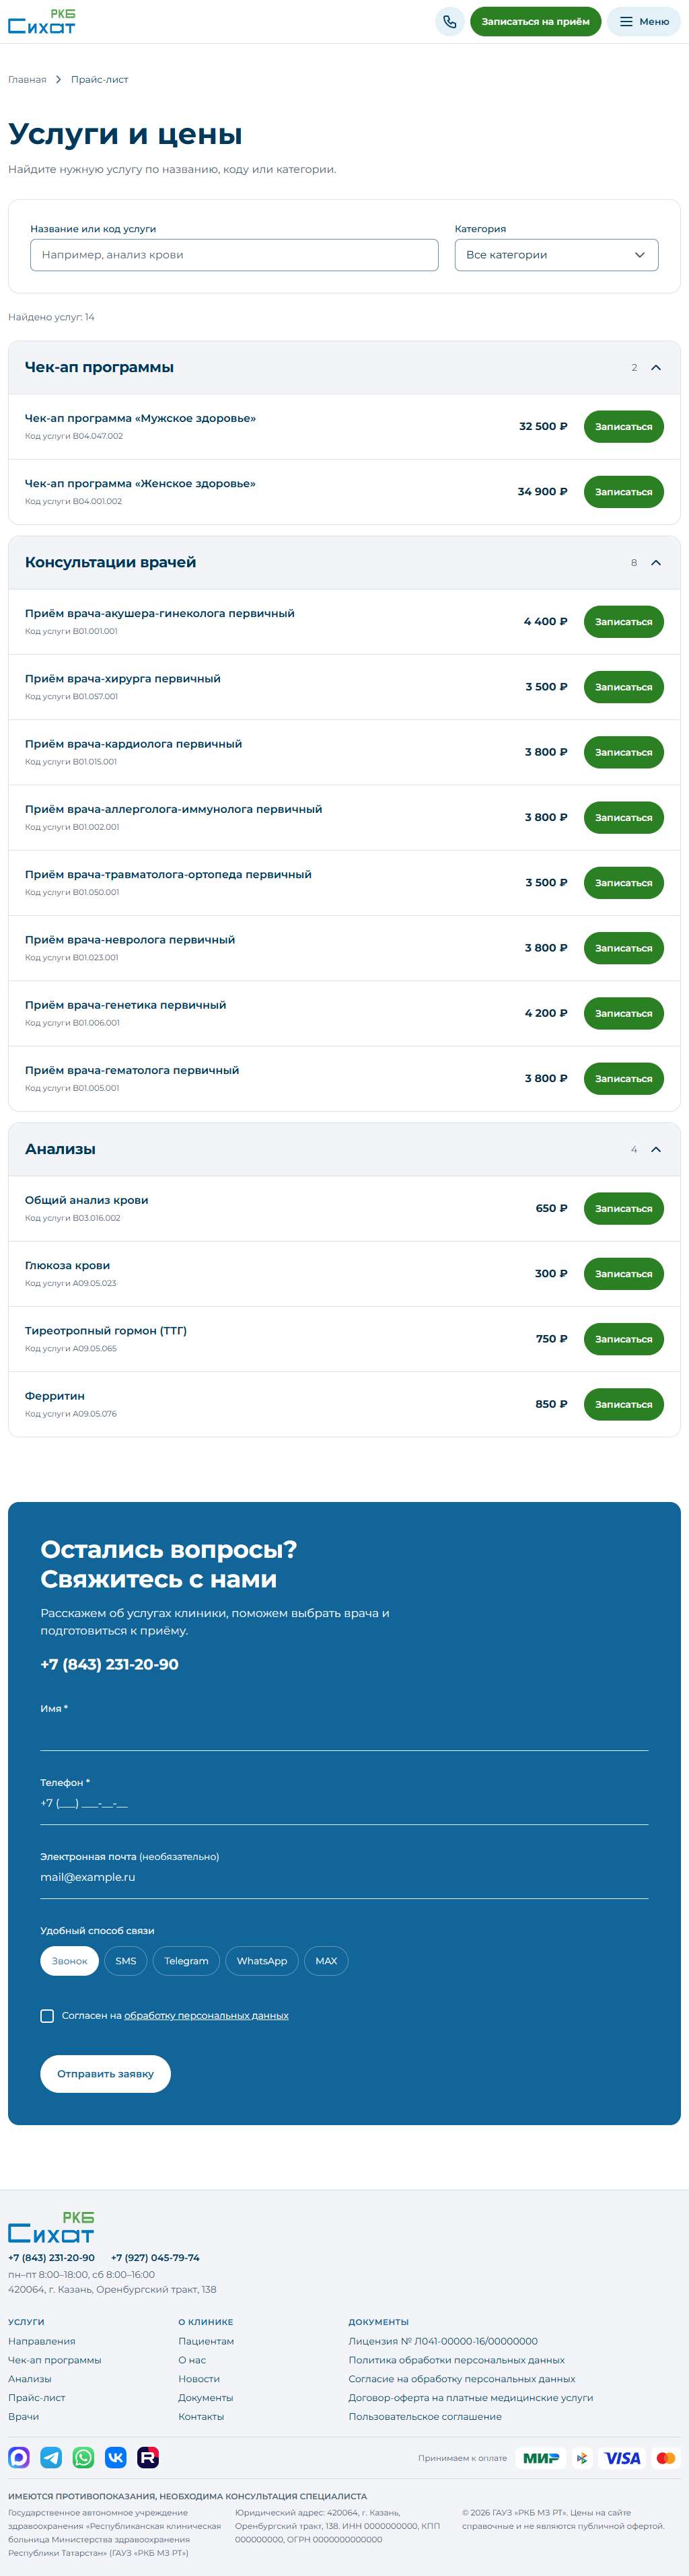 РКБ
Сихәт
Записаться на приём
Меню
Главная
Прайс-лист
Услуги и цены
Найдите нужную услугу по названию, коду или категории.
Название или код услуги
Категория
Например, анализ крови
Все категории
Найдено услуг: 14
Чек-ап программы
2
Чек-ап программа «Мужское здоровье»
Код услуги B04.047.002
32 500 ₽
Записаться
Чек-ап программа «Женское здоровье»
Код услуги B04.001.002
34 900 ₽
Записаться
Консультации врачей
8
Приём врача-акушера-гинеколога первичный
Код услуги B01.001.001
4 400 ₽
Записаться
Приём врача-хирурга первичный
Код услуги B01.057.001
3 500 ₽
Записаться
Приём врача-кардиолога первичный
Код услуги B01.015.001
3 800 ₽
Записаться
Приём врача-аллерголога-иммунолога первичный
Код услуги B01.002.001
3 800 ₽
Записаться
Приём врача-травматолога-ортопеда первичный
Код услуги B01.050.001
3 500 ₽
Записаться
Приём врача-невролога первичный
Код услуги B01.023.001
3 800 ₽
Записаться
Приём врача-генетика первичный
Код услуги B01.006.001
4 200 ₽
Записаться
Приём врача-гематолога первичный
Код услуги B01.005.001
3 800 ₽
Записаться
Анализы
4
Общий анализ крови
Код услуги B03.016.002
650 ₽
Записаться
Глюкоза крови
Код услуги A09.05.023
300 ₽
Записаться
Тиреотропный гормон (ТТГ)
Код услуги A09.05.065
750 ₽
Записаться
Ферритин
Код услуги A09.05.076
850 ₽
Записаться
Остались вопросы?
Свяжитесь с нами
Расскажем об услугах клиники, поможем выбрать врача и
подготовиться к приёму.
+7 (843) 231-20-90
Имя *
Телефон *
+7 (___) ___-__-__
Электронная почта (необязательно)
mail@example.ru
Удобный способ связи
Звонок
SMS
Telegram
WhatsApp
MAX
Согласен на обработку персональных данных
Отправить заявку
РКБ
Сихәт
+7 (843) 231-20-90
+7 (927) 045-79-74
пн–пт 8:00–18:00, сб 8:00–16:00
420064, г. Казань, Оренбургский тракт, 138
УСЛУГИ
Направления
Чек-ап программы
Анализы
Прайс-лист
Врачи
О КЛИНИКЕ
Пациентам
О нас
Новости
Документы
Контакты
ДОКУМЕНТЫ
Лицензия № Л041-00000-16/00000000
Политика обработки персональных данных
Согласие на обработку персональных данных
Договор-оферта на платные медицинские услуги
Пользовательское соглашение
Принимаем к оплате
МИР
VISA
ИМЕЮТСЯ ПРОТИВОПОКАЗАНИЯ, НЕОБХОДИМА КОНСУЛЬТАЦИЯ СПЕЦИАЛИСТА
Государственное автономное учреждение
здравоохранения «Республиканская клиническая
больница Министерства здравоохранения
Республики Татарстан» (ГАУЗ «РКБ МЗ РТ»)
Юридический адрес: 420064, г. Казань,
Оренбургский тракт, 138. ИНН 0000000000, КПП
000000000, ОГРН 0000000000000
© 2026 ГАУЗ «РКБ МЗ РТ». Цены на сайте
справочные и не являются публичной офертой.